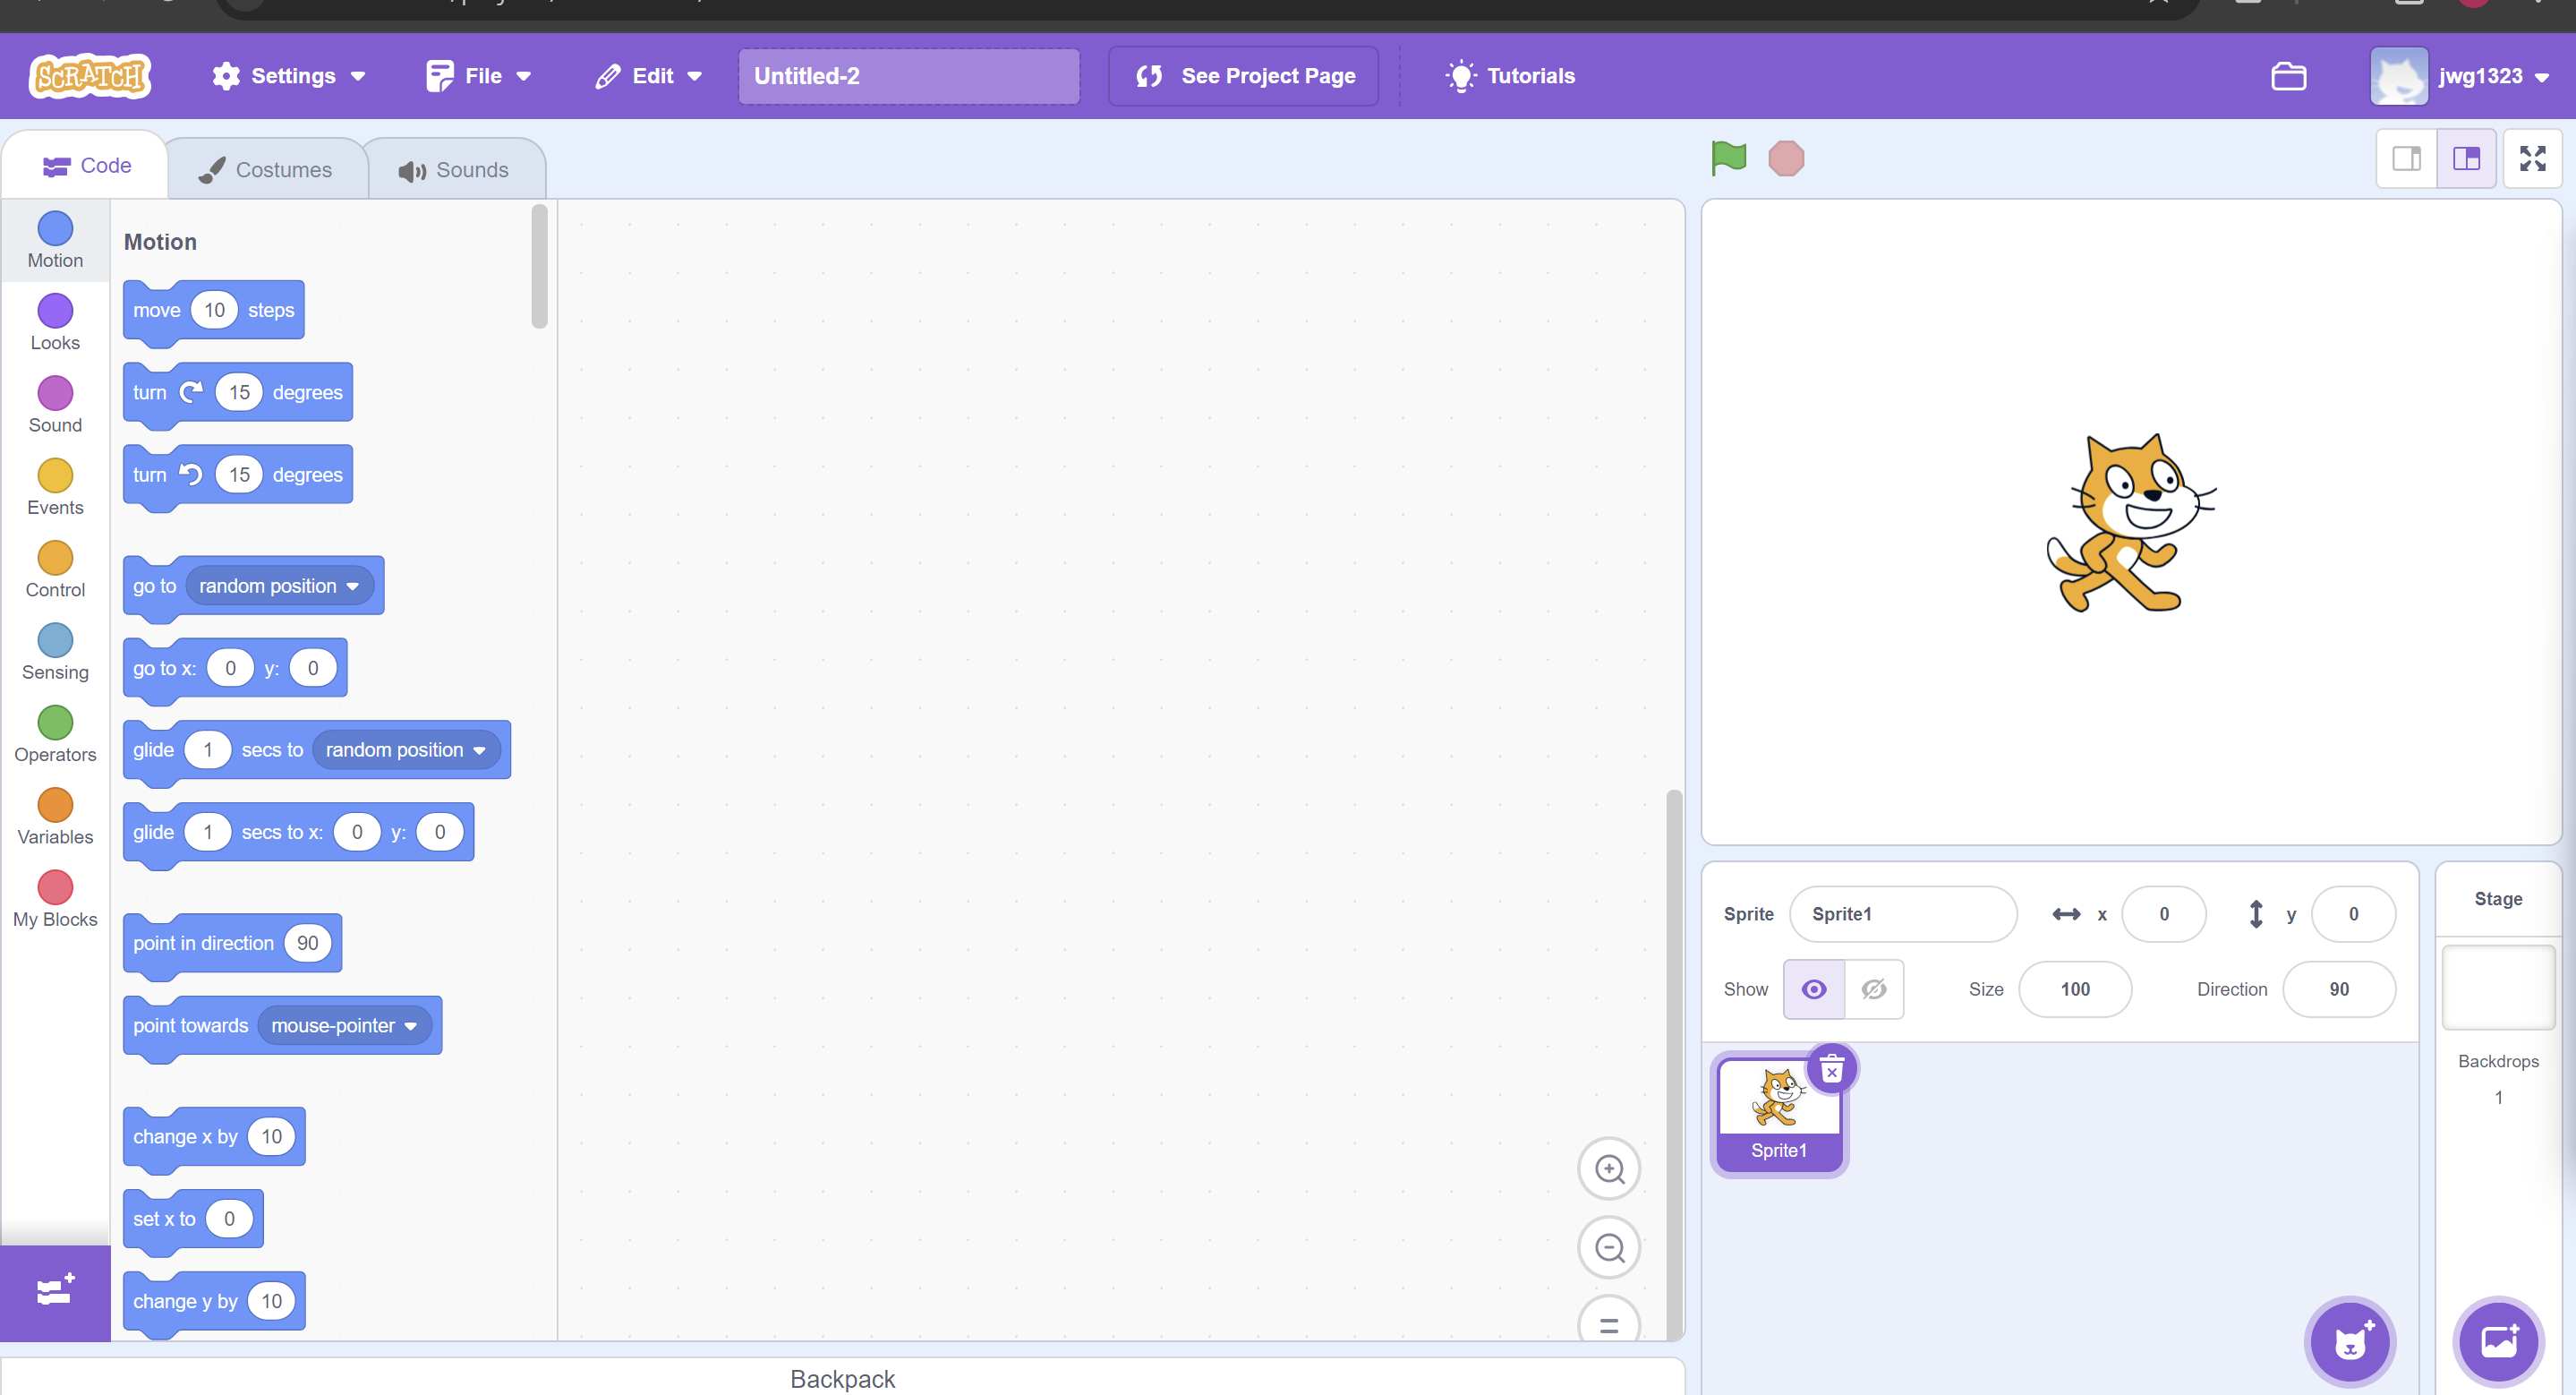 SCRATCH
Settings
File
Edit
Untitled-2
See Project Page
Tutorials
jwg1323
Code
Costumes
Sounds
Motion
Looks
Sound
Events
Control
Sensing
Operators
Variables
My Blocks
Motion
move 10 steps
turn 15 degrees
turn 15 degrees
go to random position
go to x: 0 y: 0
glide 1 secs to random position
glide 1 secs to x: 0 y: 0
point in direction 90
point towards mouse-pointer
change x by 10
set x to 0
change y by 10
Backpack
Sprite Sprite1 x 0 y 0
Show Size 100 Direction 90
Sprite1
Stage
Backdrops
1